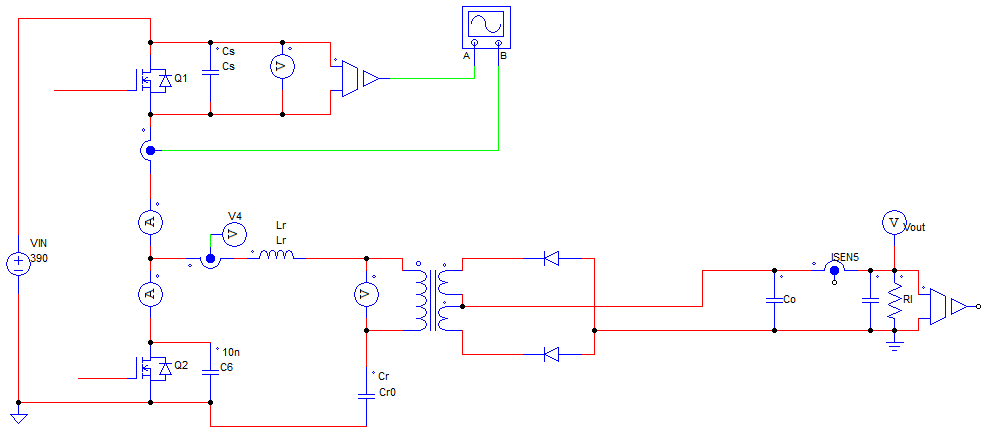 Cs
Cs
Q1
V
A
B
A
V4
V
Lr
Lr
VIN
390
A
V
10n
C6
Q2
Cr
Cr0
V
Vout
ISEN5
Co
Rl